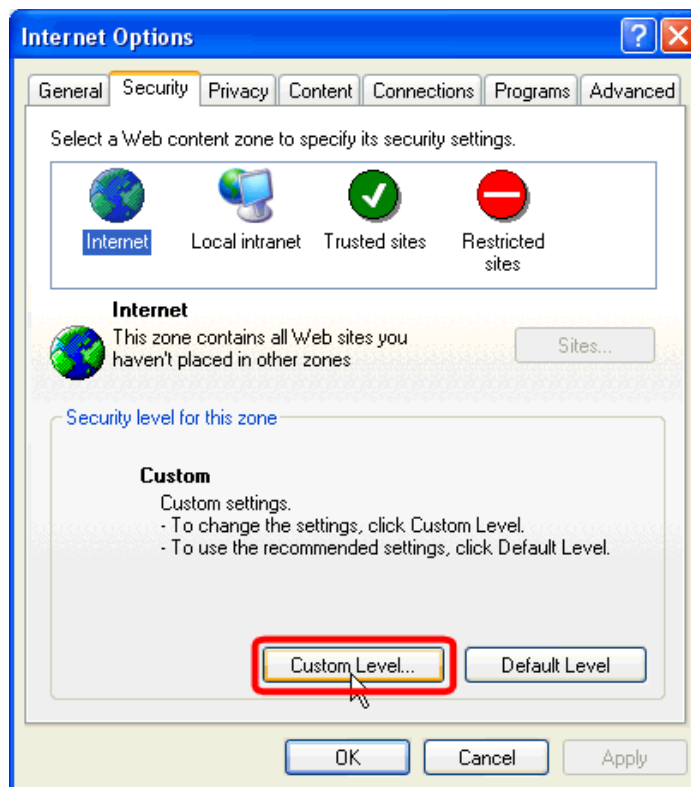 Internet Options
General Security Privacy Content Connections Programs Advanced
Select a Web content zone to specify its security settings.
Internet Local intranet Trusted sites Restricted
sites
Internet
This zone contains all Web sites you
haven't placed in other zones
Sites...
Security level for this zone
Custom
Custom settings.
- To change the settings, click Custom Level.
- To use the recommended settings, click Default Level.
Custom Level... Default Level
OK Cancel Apply